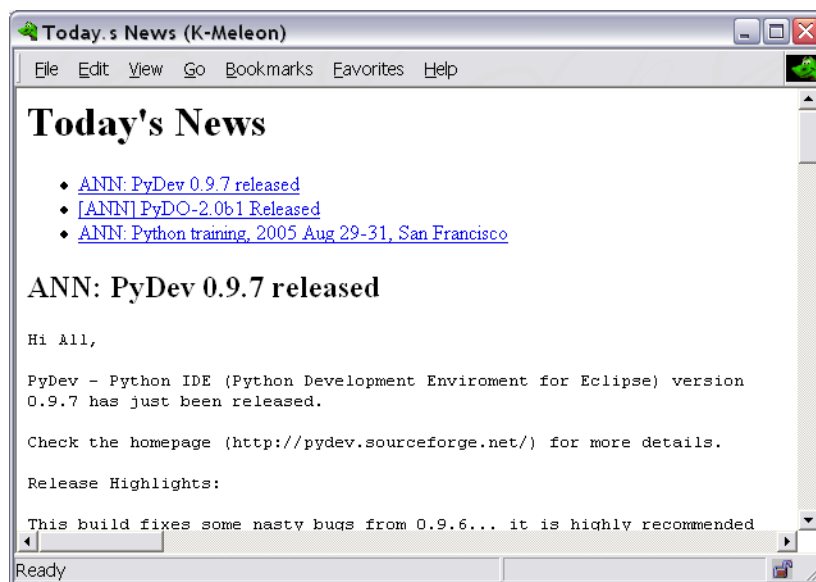 Today.s News (K-Meleon)
File Edit View Go Bookmarks Favorites Help
Today's News
ANN: PyDev 0.9.7 released
[ANN] PyDO-2.0b1 Released
ANN: Python training, 2005 Aug 29-31, San Francisco
ANN: PyDev 0.9.7 released
Hi All,
PyDev - Python IDE (Python Development Enviroment for Eclipse) version
0.9.7 has just been released.
Check the homepage (http://pydev.sourceforge.net/) for more details.
Release Highlights:
This build fixes some nasty bugs from 0.9.6... it is highly recommended
Ready